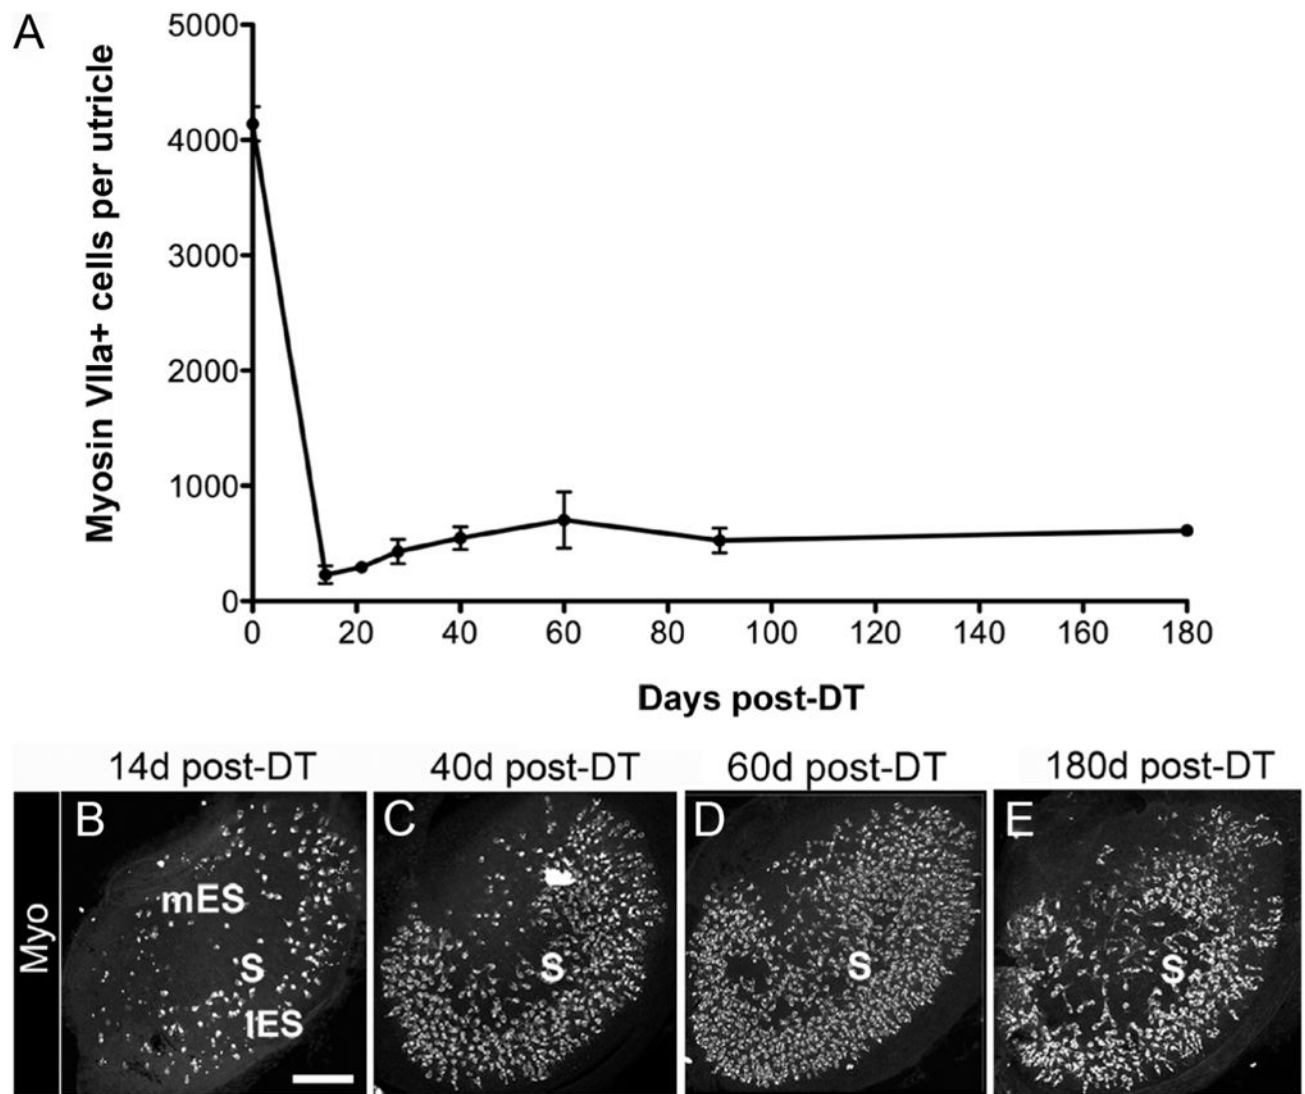 A
Myosin VIIa+ cells per utricle
5000
4000
3000
2000
1000
0
0 20 40 60 80 100 120 140 160 180
Days post-DT
14d post-DT 40d post-DT 60d post-DT 180d post-DT
Myo
B C D E
mES
S S S S
lES